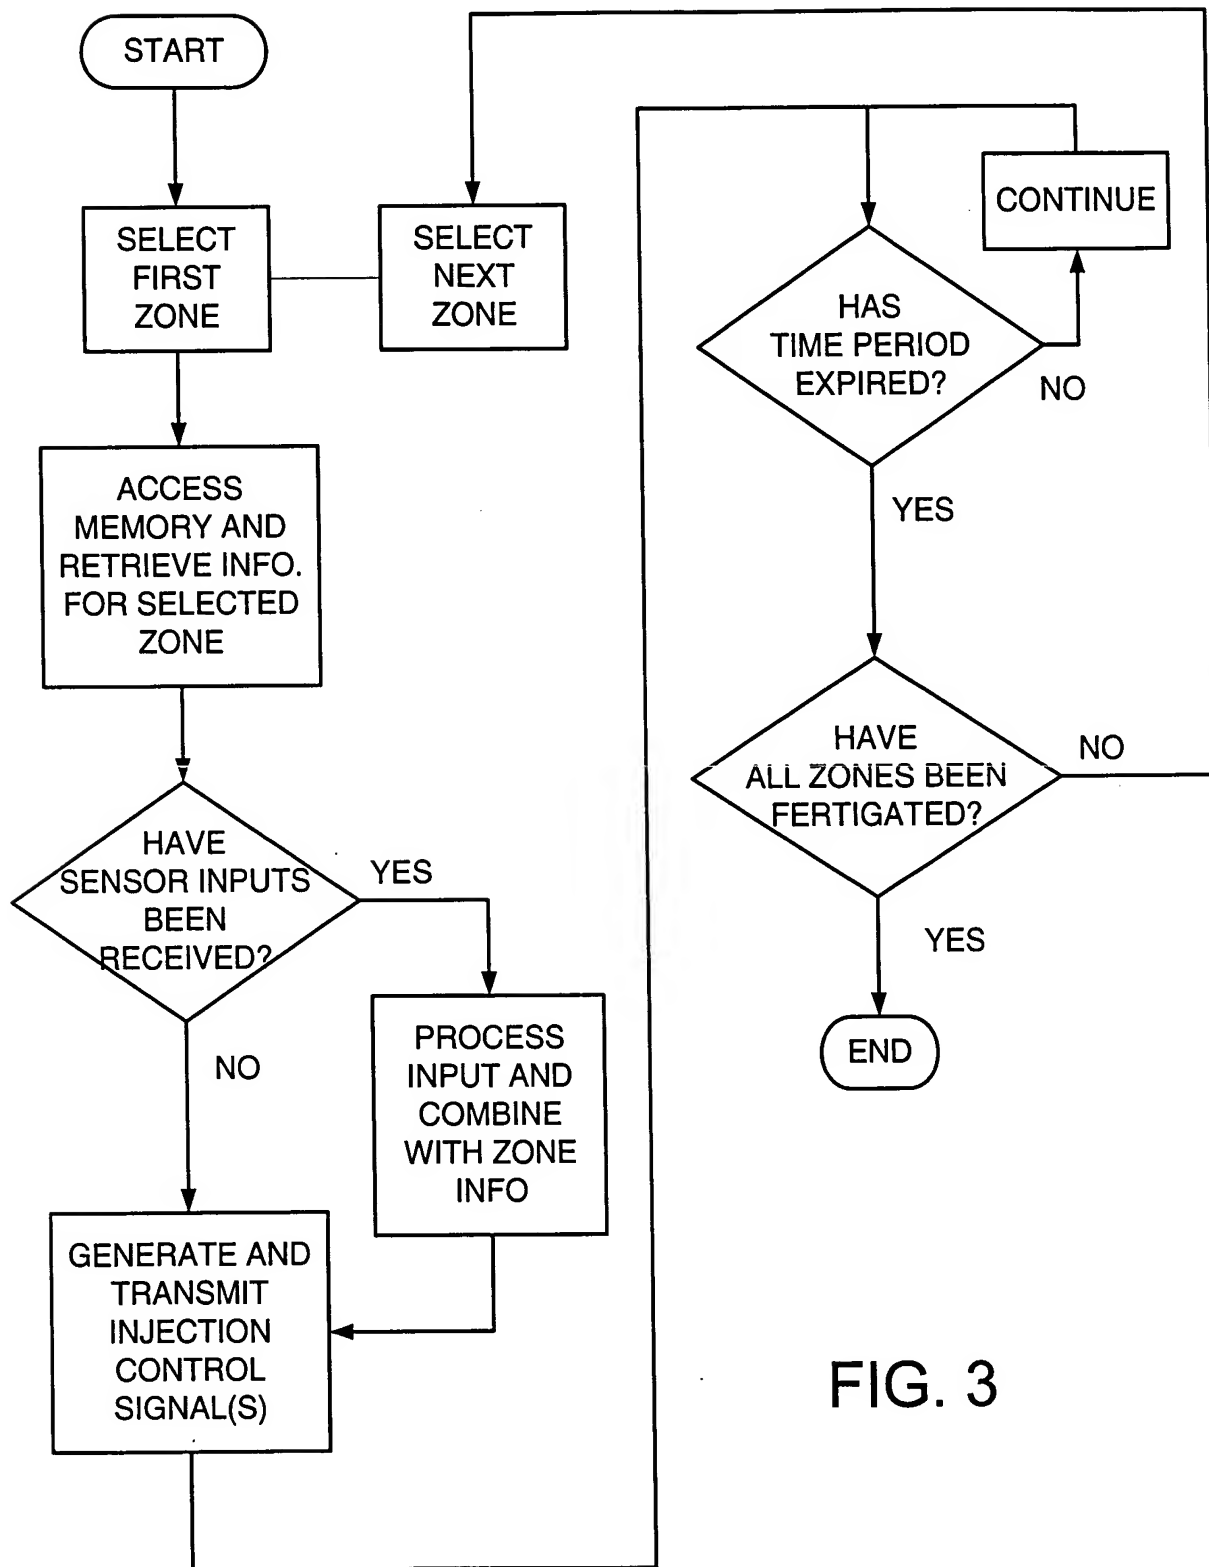 START
SELECT
FIRST
ZONE
SELECT
NEXT
ZONE
ACCESS
MEMORY AND
RETRIEVE INFO.
FOR SELECTED
ZONE
HAVE
SENSOR INPUTS
BEEN
RECEIVED?
YES
NO
PROCESS
INPUT AND
COMBINE
WITH ZONE
INFO
GENERATE AND
TRANSMIT
INJECTION
CONTROL
SIGNAL(S)
CONTINUE
HAS
TIME PERIOD
EXPIRED?
NO
YES
HAVE
ALL ZONES BEEN
FERTIGATED?
NO
YES
END
FIG. 3